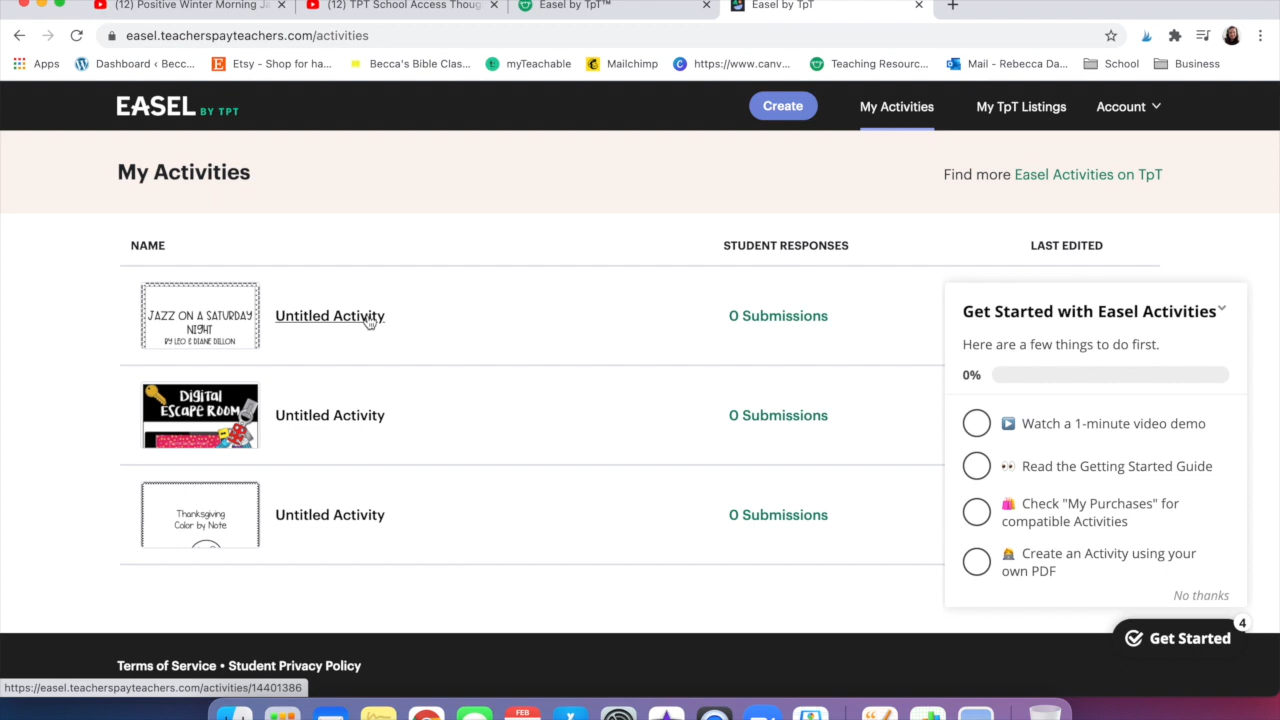 (12) Positive Winter Morning Ja
(12) TPT School Access Thoug
Easel by TpT™
Easel by TpT
easel.teacherspayteachers.com/activities
Apps
Dashboard ‹ Becc...
Etsy - Shop for ha...
Becca's Bible Clas...
myTeachable
Mailchimp
https://www.canv...
Teaching Resourc...
Mail - Rebecca Da...
School
Business
EASEL BY TPT
Create
My Activities
My TpT Listings
Account
My Activities
Find more Easel Activities on TpT
NAME
STUDENT RESPONSES
LAST EDITED
JAZZ ON A SATURDAY
NIGHT
BY LEO & DIANE DILLON
Untitled Activity
0 Submissions
Digital
Escape Room
Untitled Activity
0 Submissions
Thanksgiving
Color by Note
Untitled Activity
0 Submissions
Get Started with Easel Activities
Here are a few things to do first.
0%
Watch a 1-minute video demo
Read the Getting Started Guide
Check "My Purchases" for
compatible Activities
Create an Activity using your
own PDF
No thanks
4
Get Started
Terms of Service • Student Privacy Policy
https://easel.teacherspayteachers.com/activities/14401386
FEB